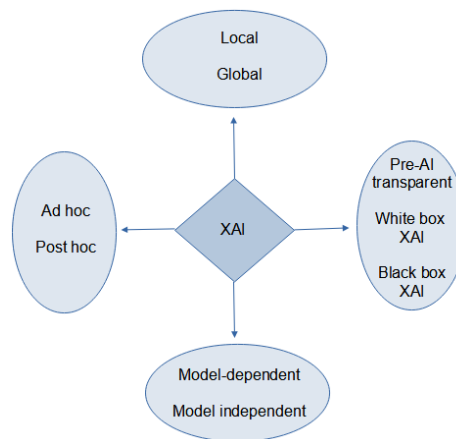 Local
Global
Ad hoc
Post hoc
XAI
Pre-AI
transparent
White box
XAI
Black box
XAI
Model-dependent
Model independent